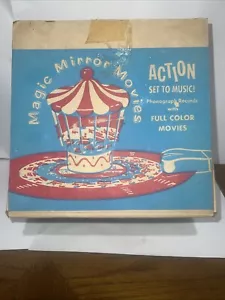 Magic Mirror Movies
ACTION
SET TO MUSIC!
Phonograph Records
with
FULL COLOR
MOVIES